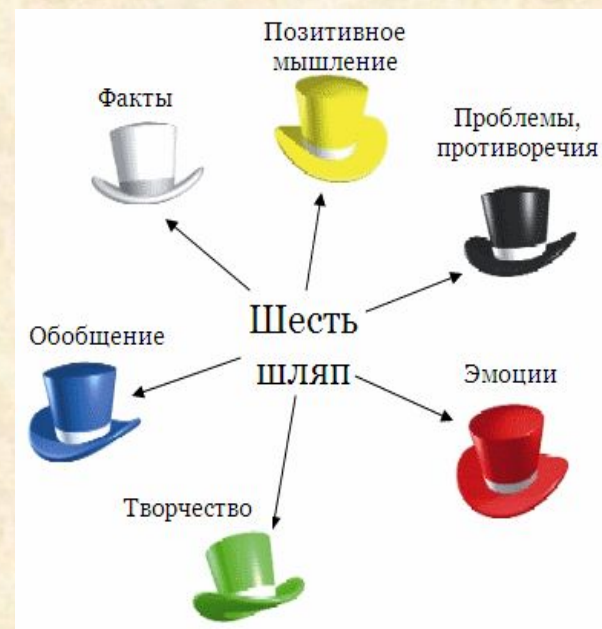 Позитивное
мышление
Факты
Проблемы,
противоречия
Шесть
шляп
Обобщение
Эмоции
Творчество